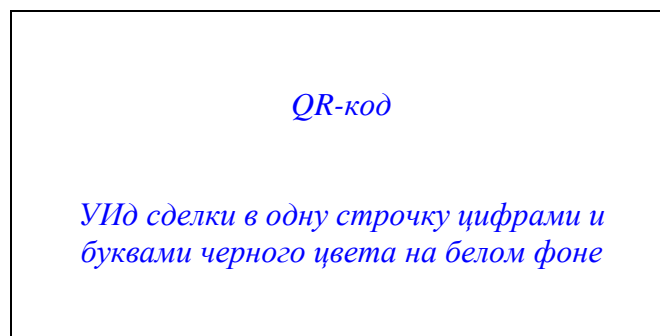 QR-код
УИд сделки в одну строчку цифрами и
буквами черного цвета на белом фоне